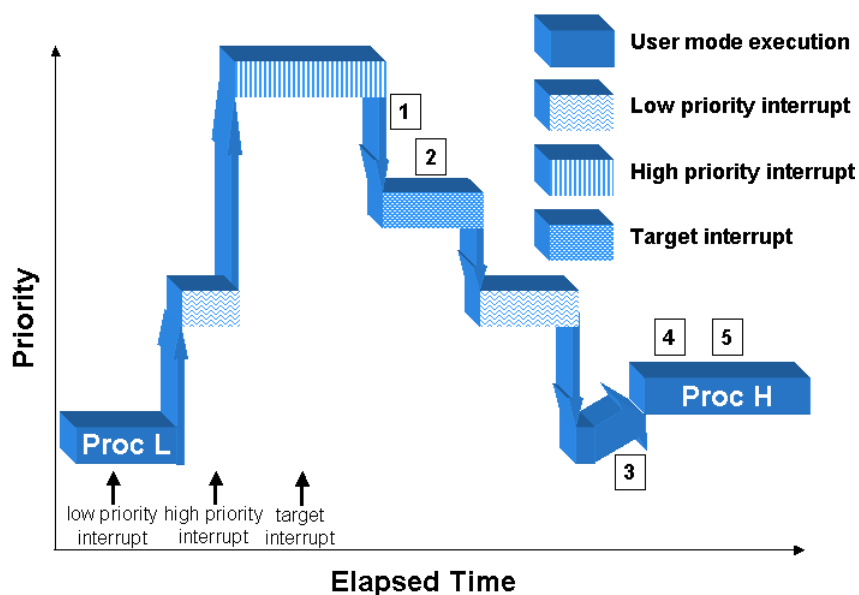 User mode execution
Low priority interrupt
High priority interrupt
Target interrupt
1
2
4
5
Proc H
3
Proc L
low priority
interrupt
high priority
interrupt
target
interrupt
Priority
Elapsed Time